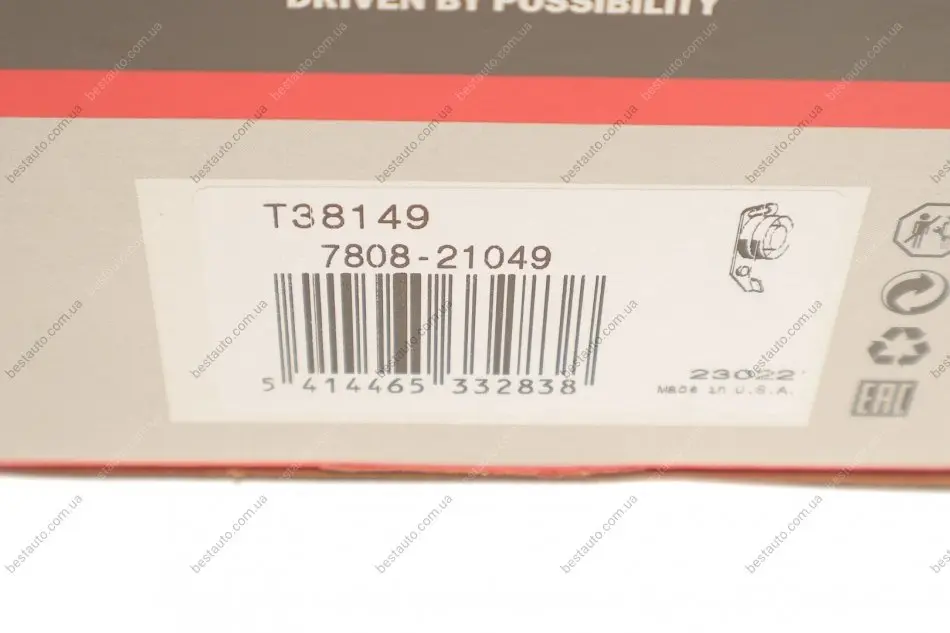 DRIVEN BY POSSIBILITY
T38149
7808-21049
5 414465 332838
23022
Made in U.S.A.
EAC
bestauto.com.ua